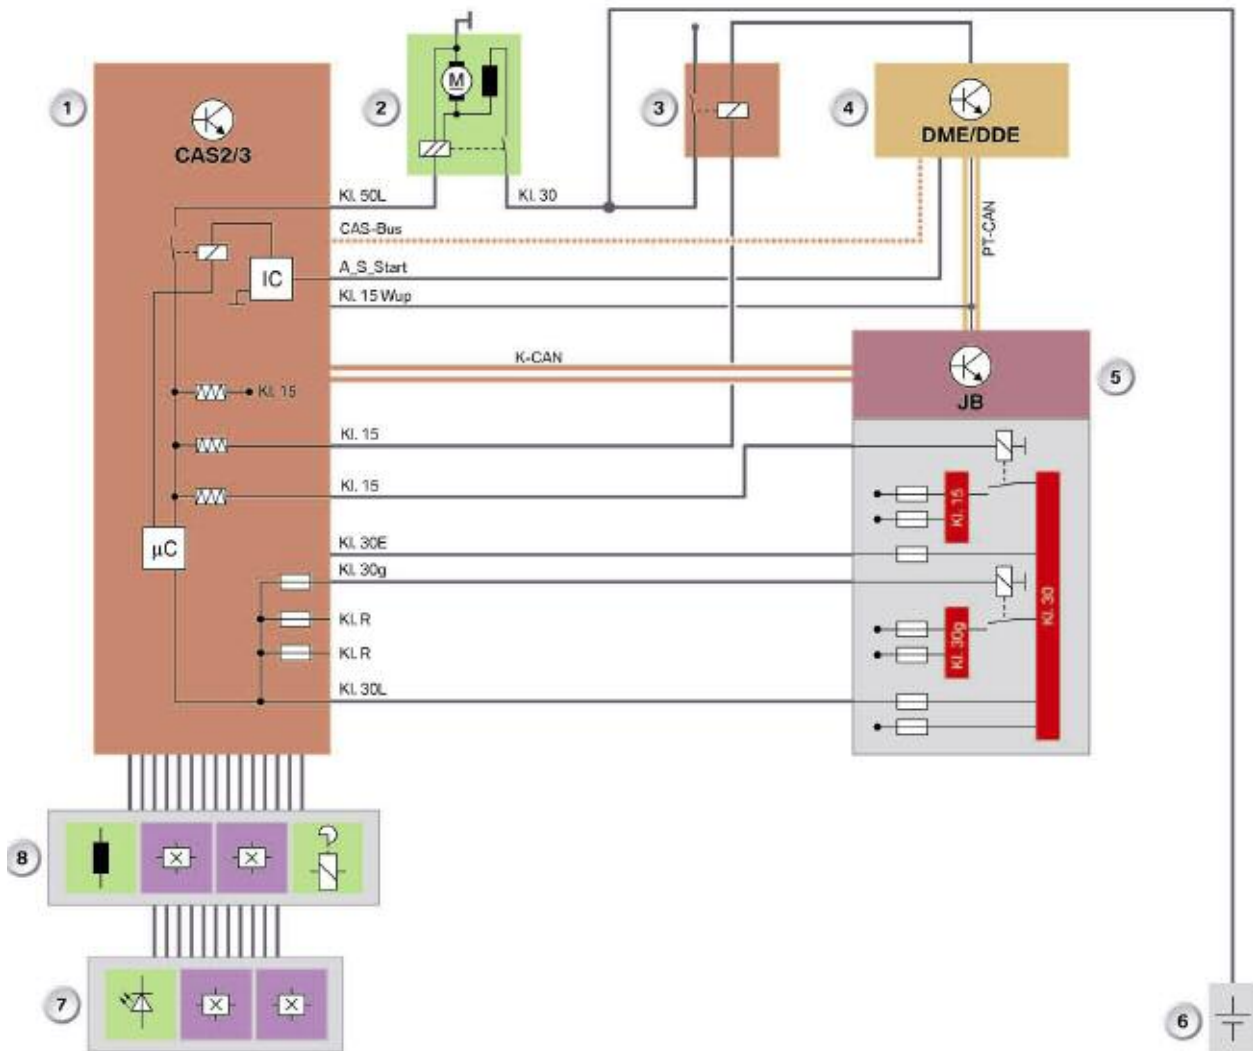 1
CAS2/3
2
M
3
4
DME/DDE
Kl. 50L
Kl. 30
CAS-Bus
PT-CAN
IC
A_S_Start
Kl. 15 Wup
K-CAN
5
JB
Kl. 15
Kl. 15
Kl. 15
Kl. 15
µC
Kl. 30E
Kl. 30g
Kl. R
Kl. R
Kl. 30g
Kl. 30
Kl. 30L
8
7
6